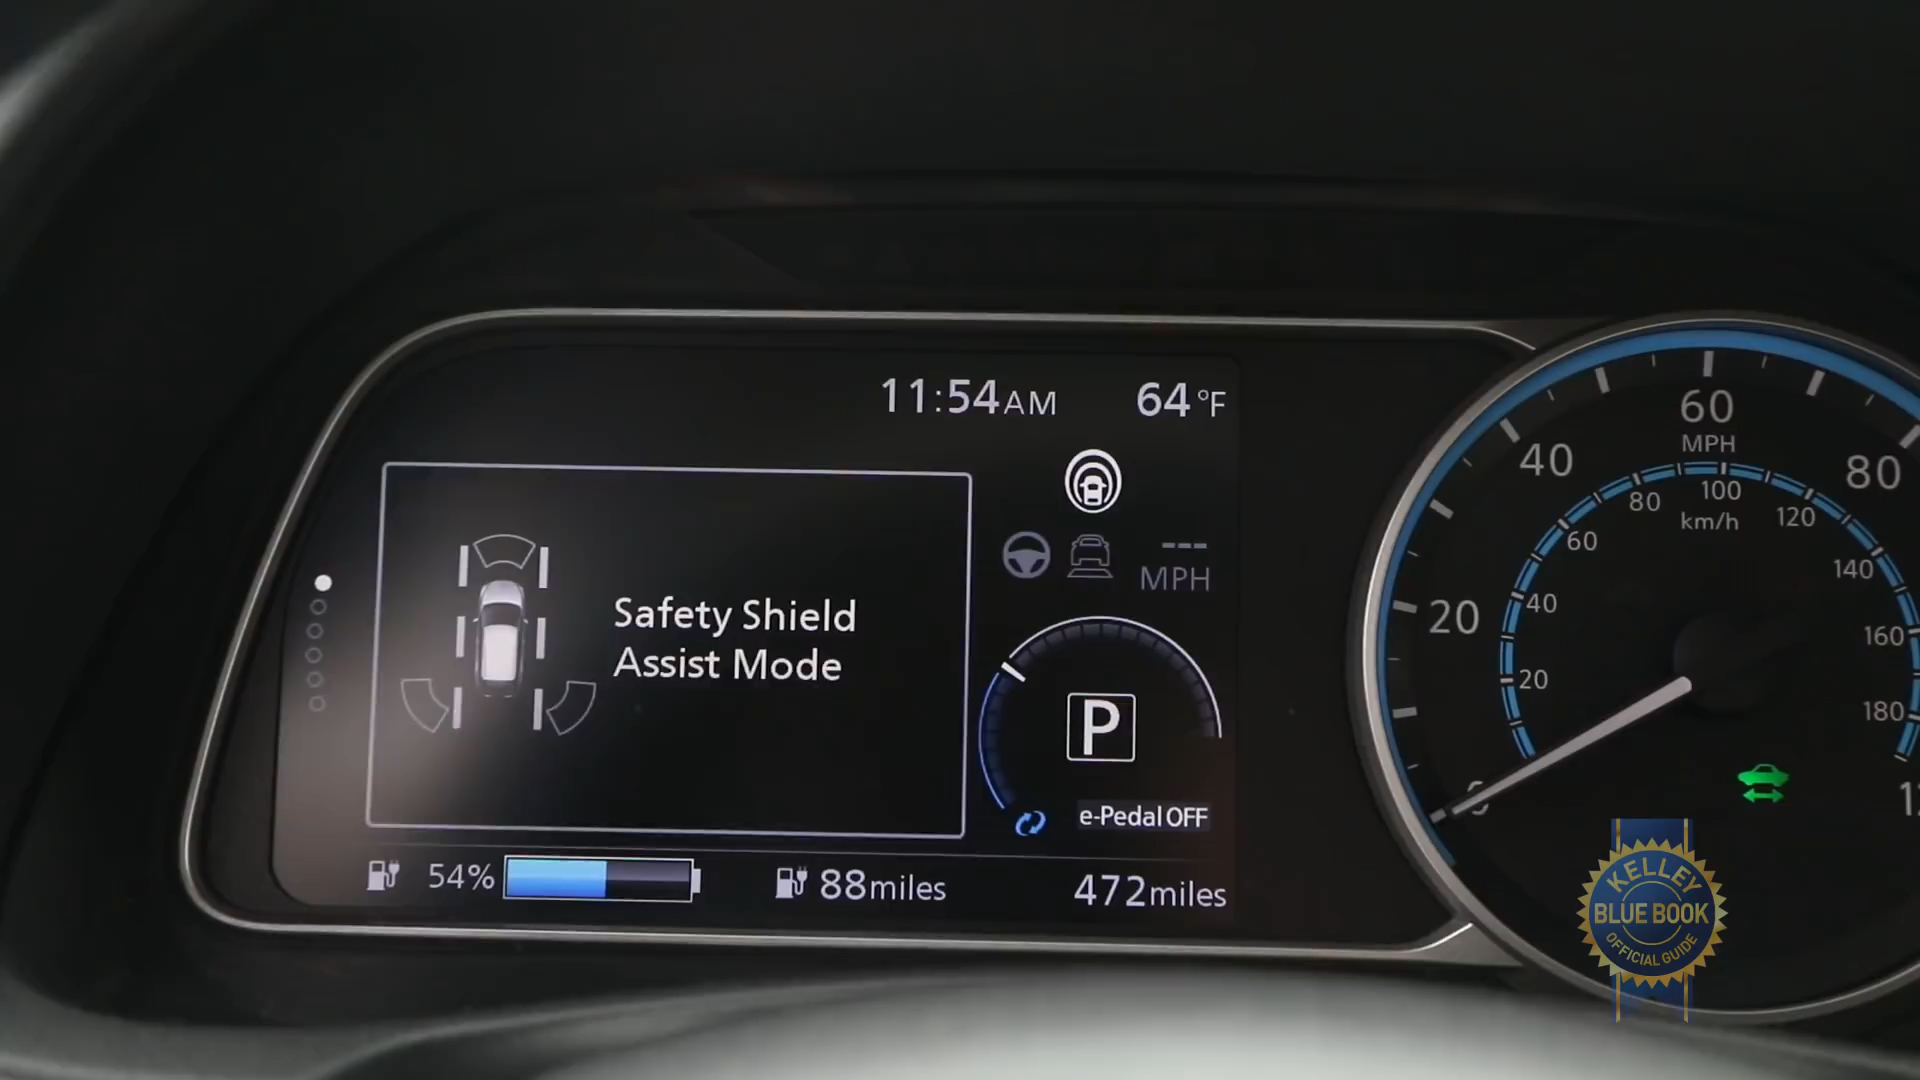 11:54AM 64°F
Safety Shield
Assist Mode
--- 
MPH
P
e-Pedal OFF
54% 88miles 472miles
0 20 40 60 80
MPH
20 40 60 80 100 120 140 160 180
km/h
KELLEY
BLUE BOOK
OFFICIAL GUIDE